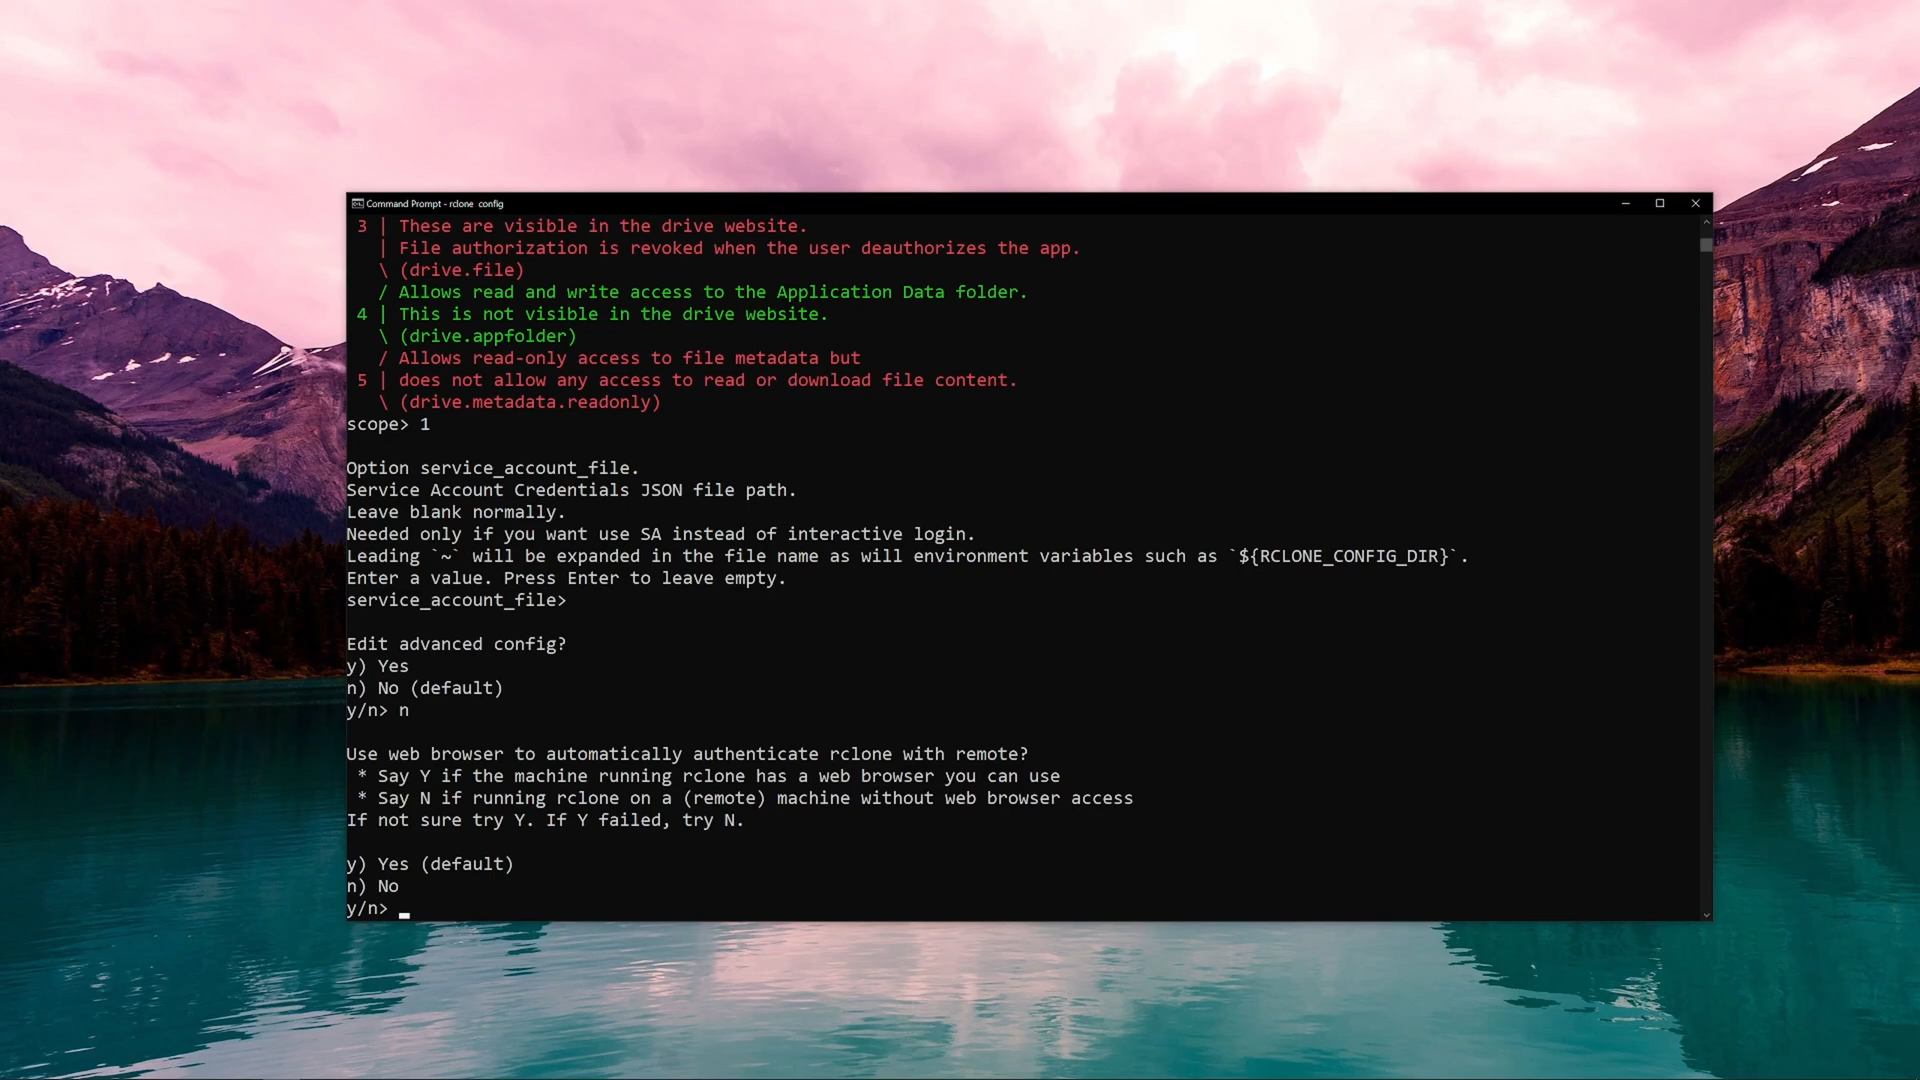 Command Prompt - rclone  config
3 | These are visible in the drive website.
| File authorization is revoked when the user deauthorizes the app.
\ (drive.file)
/ Allows read and write access to the Application Data folder.
4 | This is not visible in the drive website.
\ (drive.appfolder)
/ Allows read-only access to file metadata but
5 | does not allow any access to read or download file content.
\ (drive.metadata.readonly)
scope> 1
Option service_account_file.
Service Account Credentials JSON file path.
Leave blank normally.
Needed only if you want use SA instead of interactive login.
Leading `~` will be expanded in the file name as will environment variables such as `${RCLONE_CONFIG_DIR}`.
Enter a value. Press Enter to leave empty.
service_account_file>
Edit advanced config?
y) Yes
n) No (default)
y/n> n
Use web browser to automatically authenticate rclone with remote?
* Say Y if the machine running rclone has a web browser you can use
* Say N if running rclone on a (remote) machine without web browser access
If not sure try Y. If Y failed, try N.
y) Yes (default)
n) No
y/n>